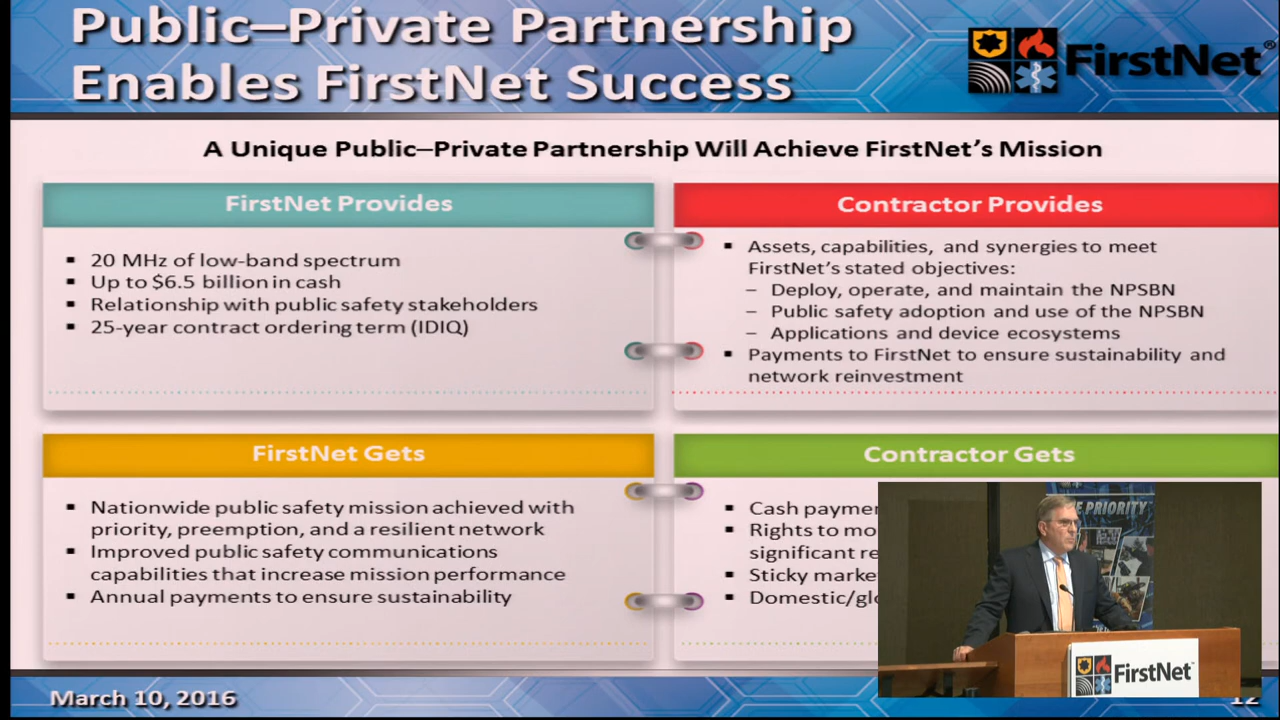 Public–Private Partnership
Enables FirstNet Success
FirstNet®
A Unique Public–Private Partnership Will Achieve FirstNet's Mission
FirstNet Provides
▪ 20 MHz of low-band spectrum
▪ Up to $6.5 billion in cash
▪ Relationship with public safety stakeholders
▪ 25-year contract ordering term (IDIQ)
Contractor Provides
▪ Assets, capabilities, and synergies to meet
FirstNet's stated objectives:
– Deploy, operate, and maintain the NPSBN
– Public safety adoption and use of the NPSBN
– Applications and device ecosystems
▪ Payments to FirstNet to ensure sustainability and
network reinvestment
FirstNet Gets
▪ Nationwide public safety mission achieved with
priority, preemption, and a resilient network
▪ Improved public safety communications
capabilities that increase mission performance
▪ Annual payments to ensure sustainability
Contractor Gets
▪ Cash
▪ Rights to
significant
▪ Sticky
▪ Domestic/
PRIORITY
FirstNet
March 10, 2016
12